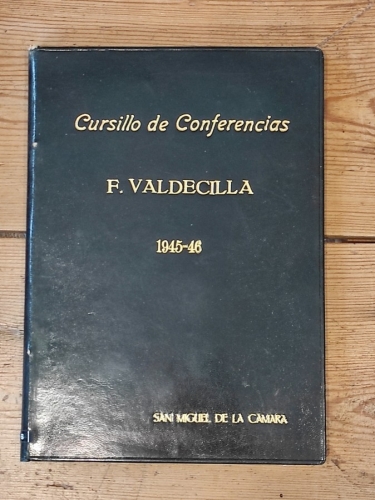 Cursillo de Conferencias
F. VALDECILLA
1945-46
SAN MIGUEL DE LA CAMARA